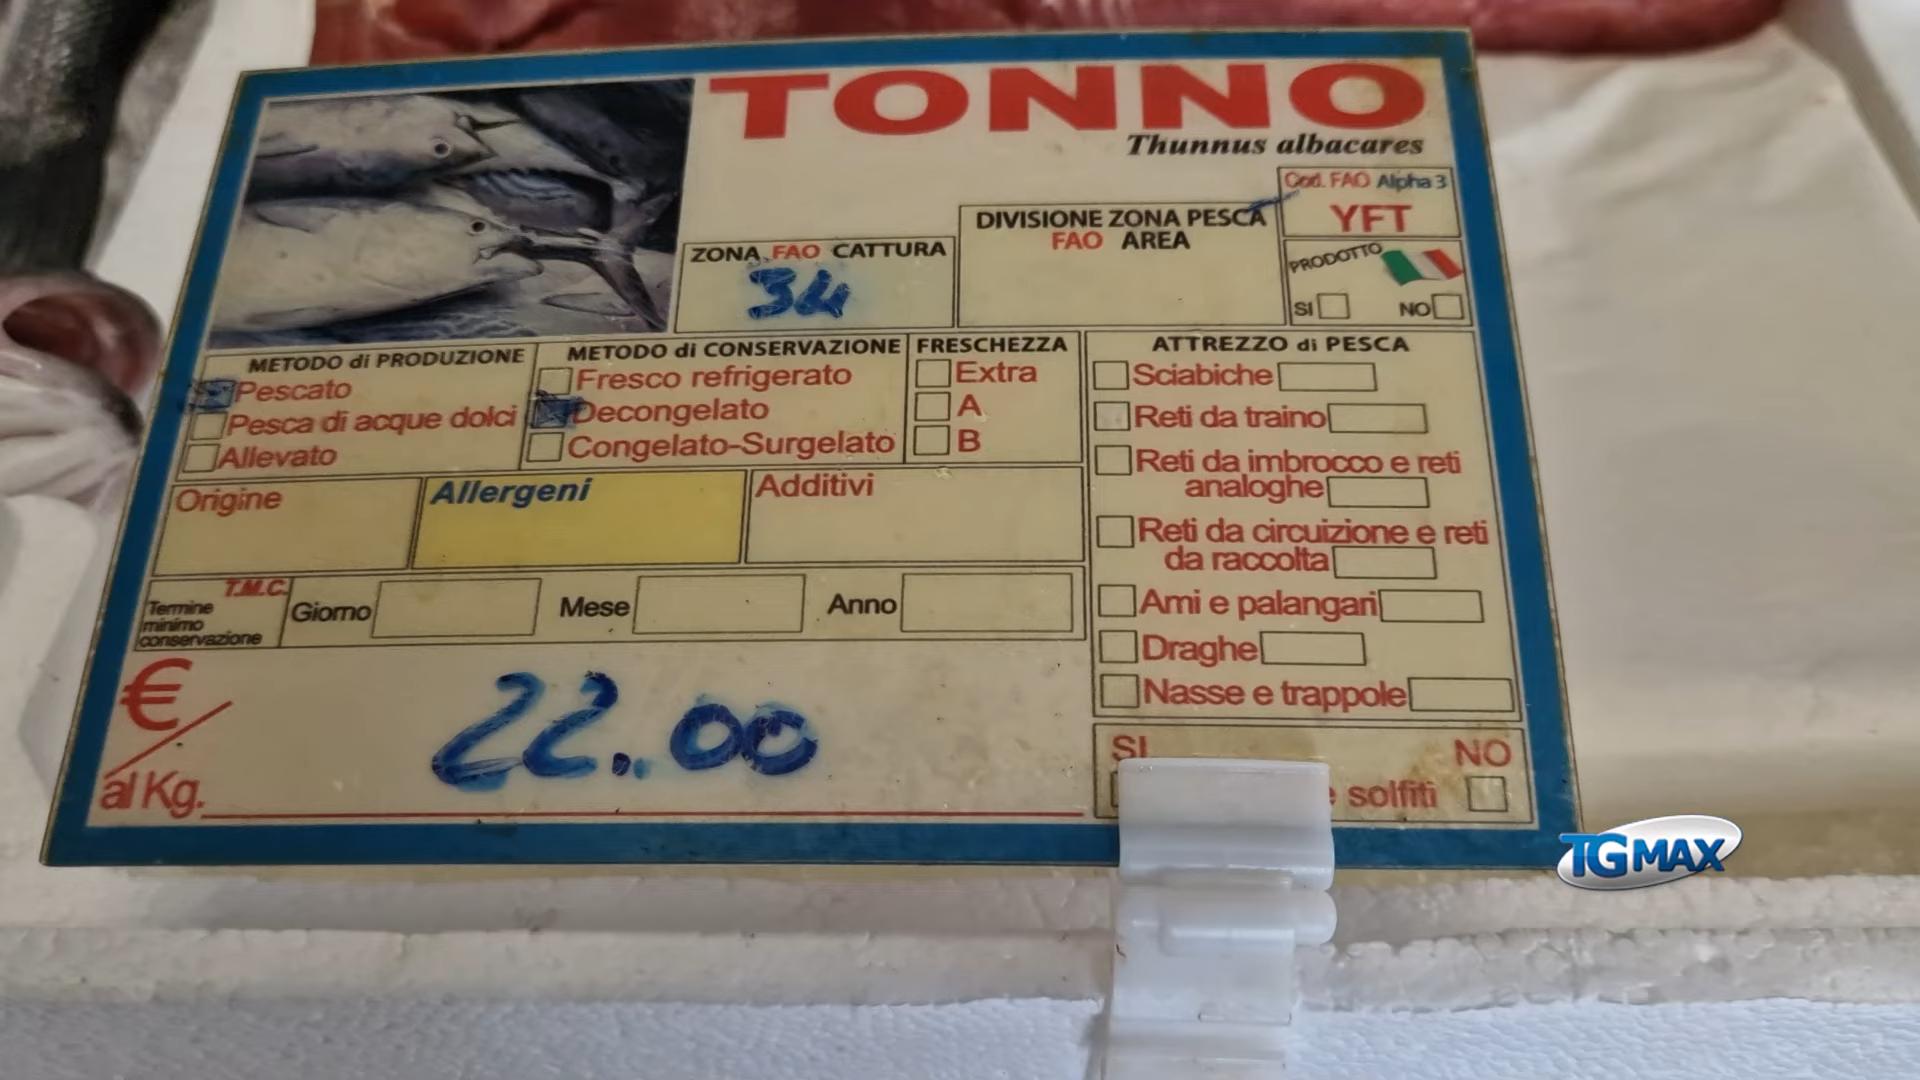 TONNO
Thunnus albacares
Cod. FAO Alpha 3
YFT
DIVISIONE ZONA PESCA
FAO AREA
ZONA FAO CATTURA
34
PRODOTTO
SI NO
METODO di PRODUZIONE
Pescato
Pesca di acque dolci
Allevato
METODO di CONSERVAZIONE
Fresco refrigerato
Decongelato
Congelato-Surgelato
FRESCHEZZA
Extra
A
B
ATTREZZO di PESCA
Sciabiche
Reti da traino
Reti da imbrocco e reti
analoghe
Reti da circuizione e reti
da raccolta
Ami e palangari
Draghe
Nasse e trappole
Origine
Allergeni
Additivi
T.M.C.
Termine
minimo
conservazione
Giorno
Mese
Anno
€/
al Kg.
22.00
SI NO
solfiti
TGMAX